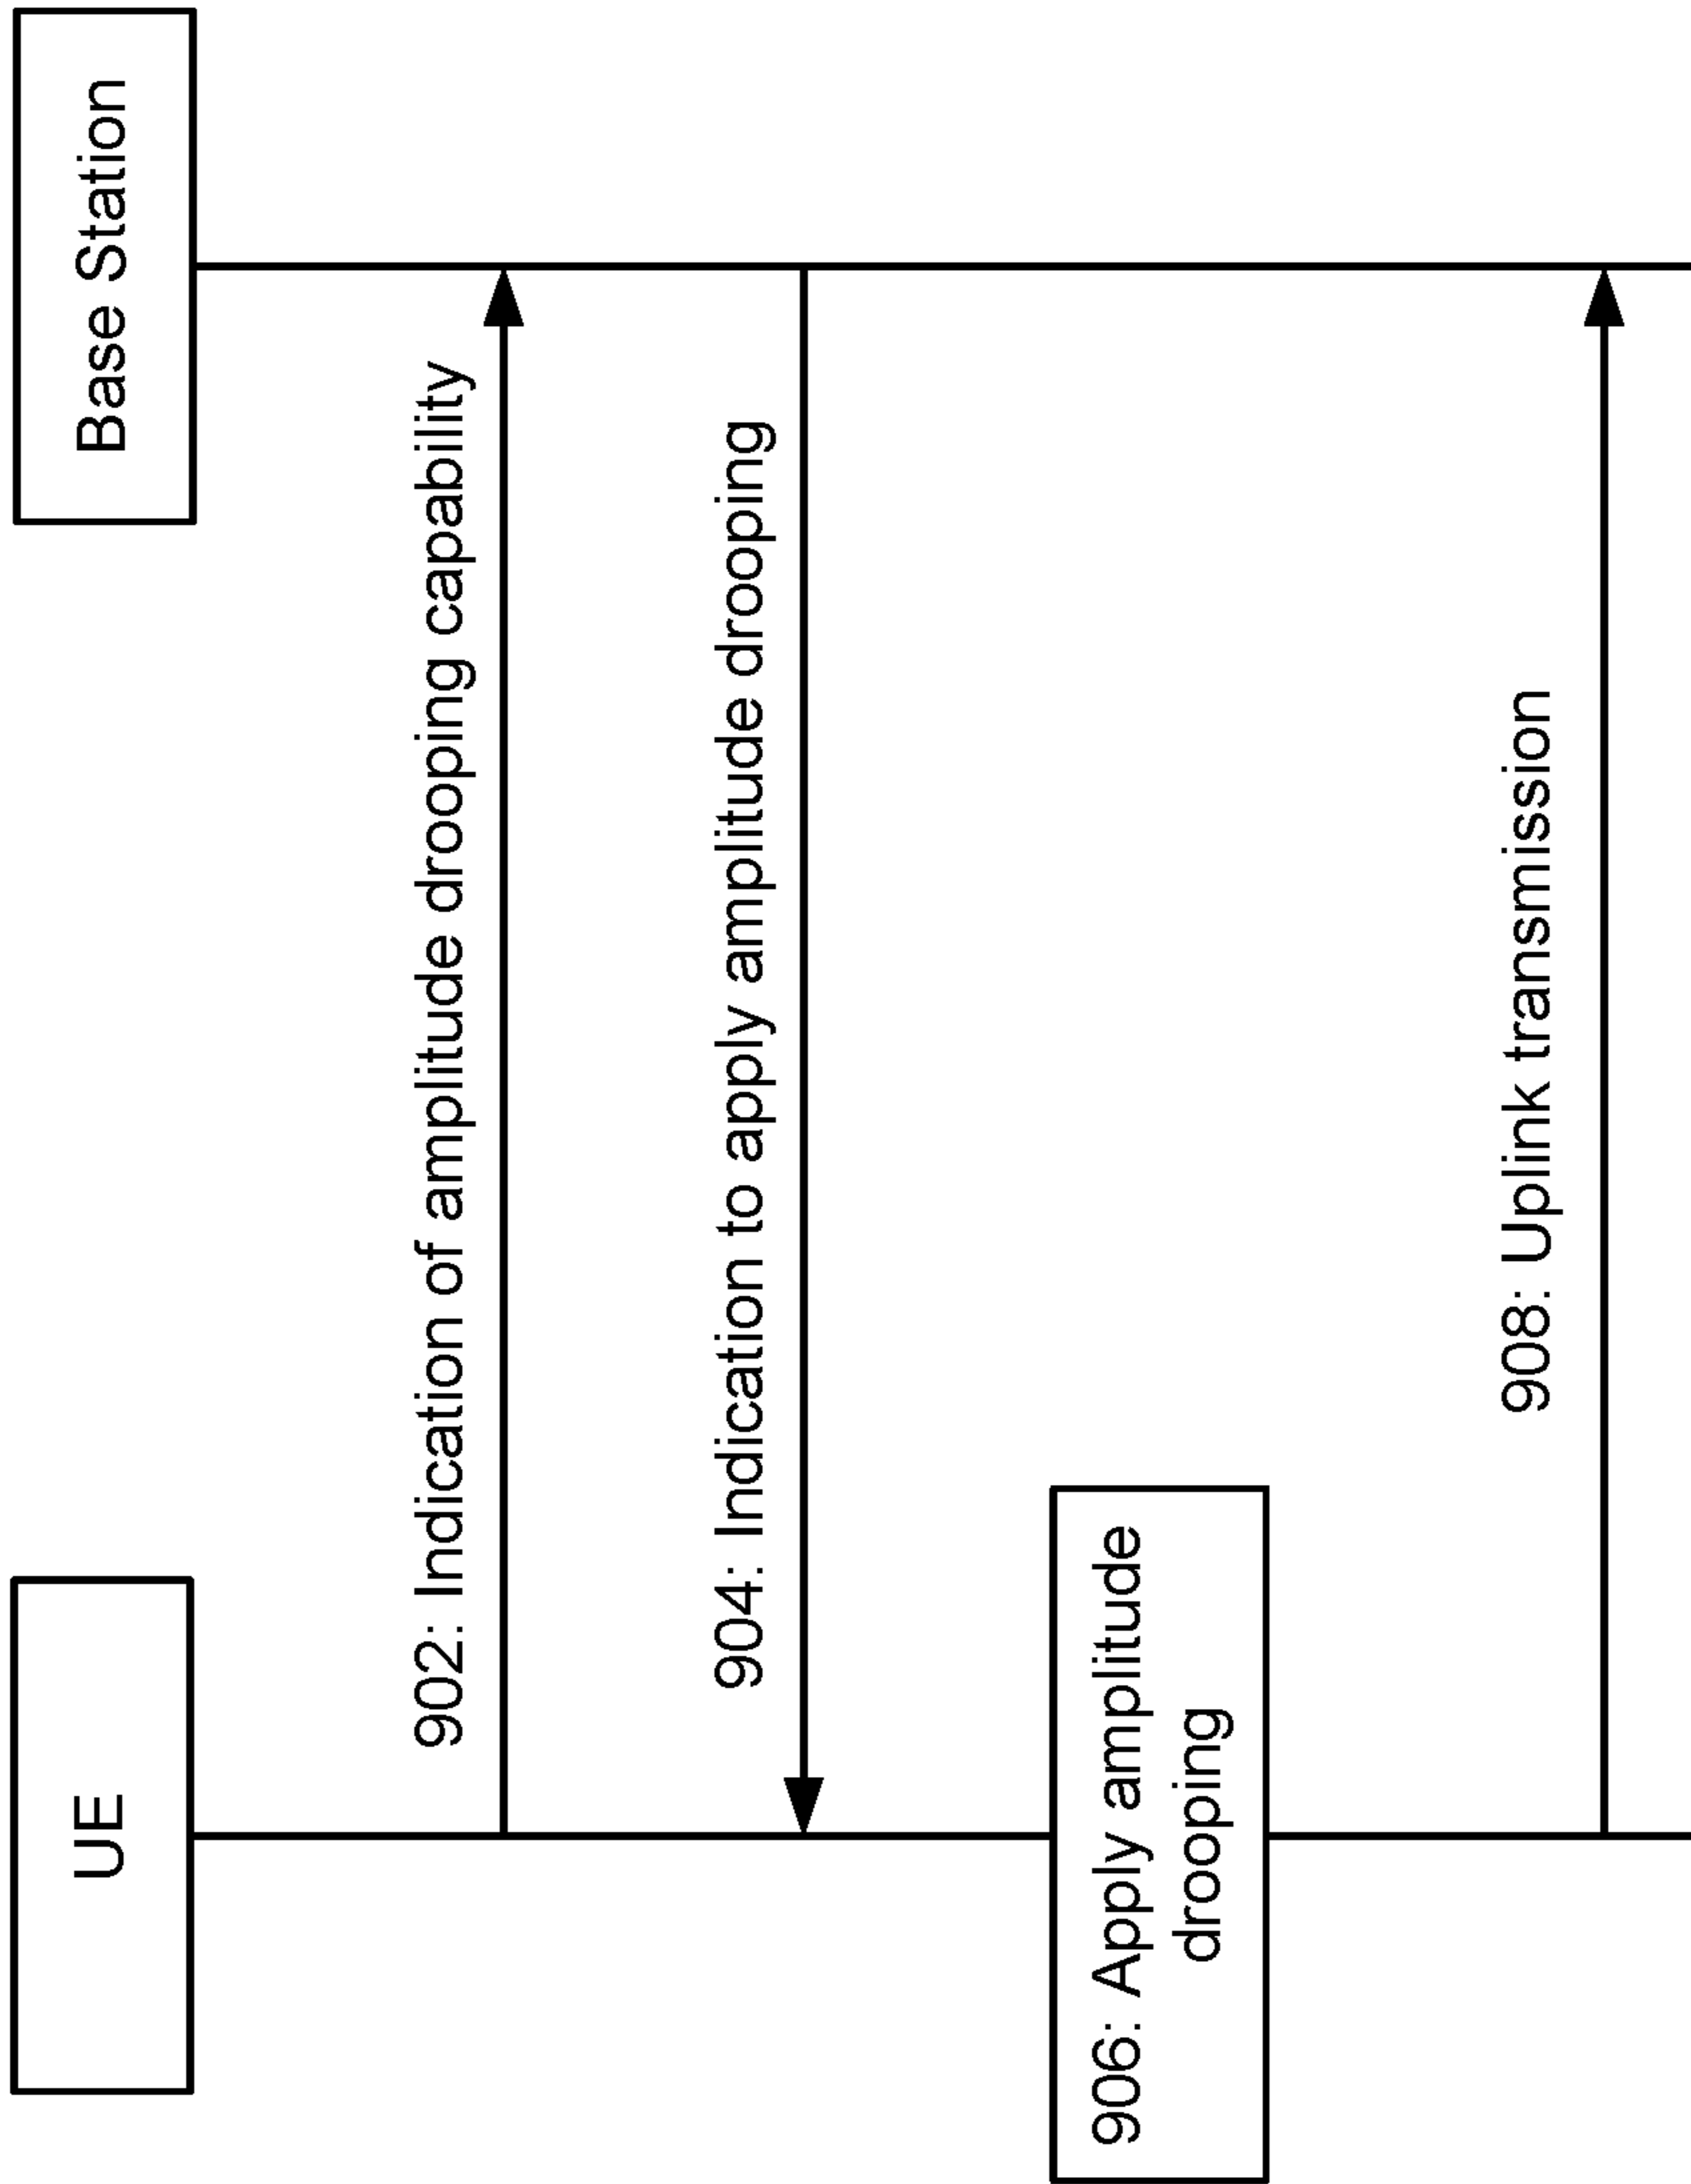 UE
Base Station
902: Indication of amplitude drooping capability
904: Indication to apply amplitude drooping
906: Apply amplitude
drooping
908: Uplink transmission